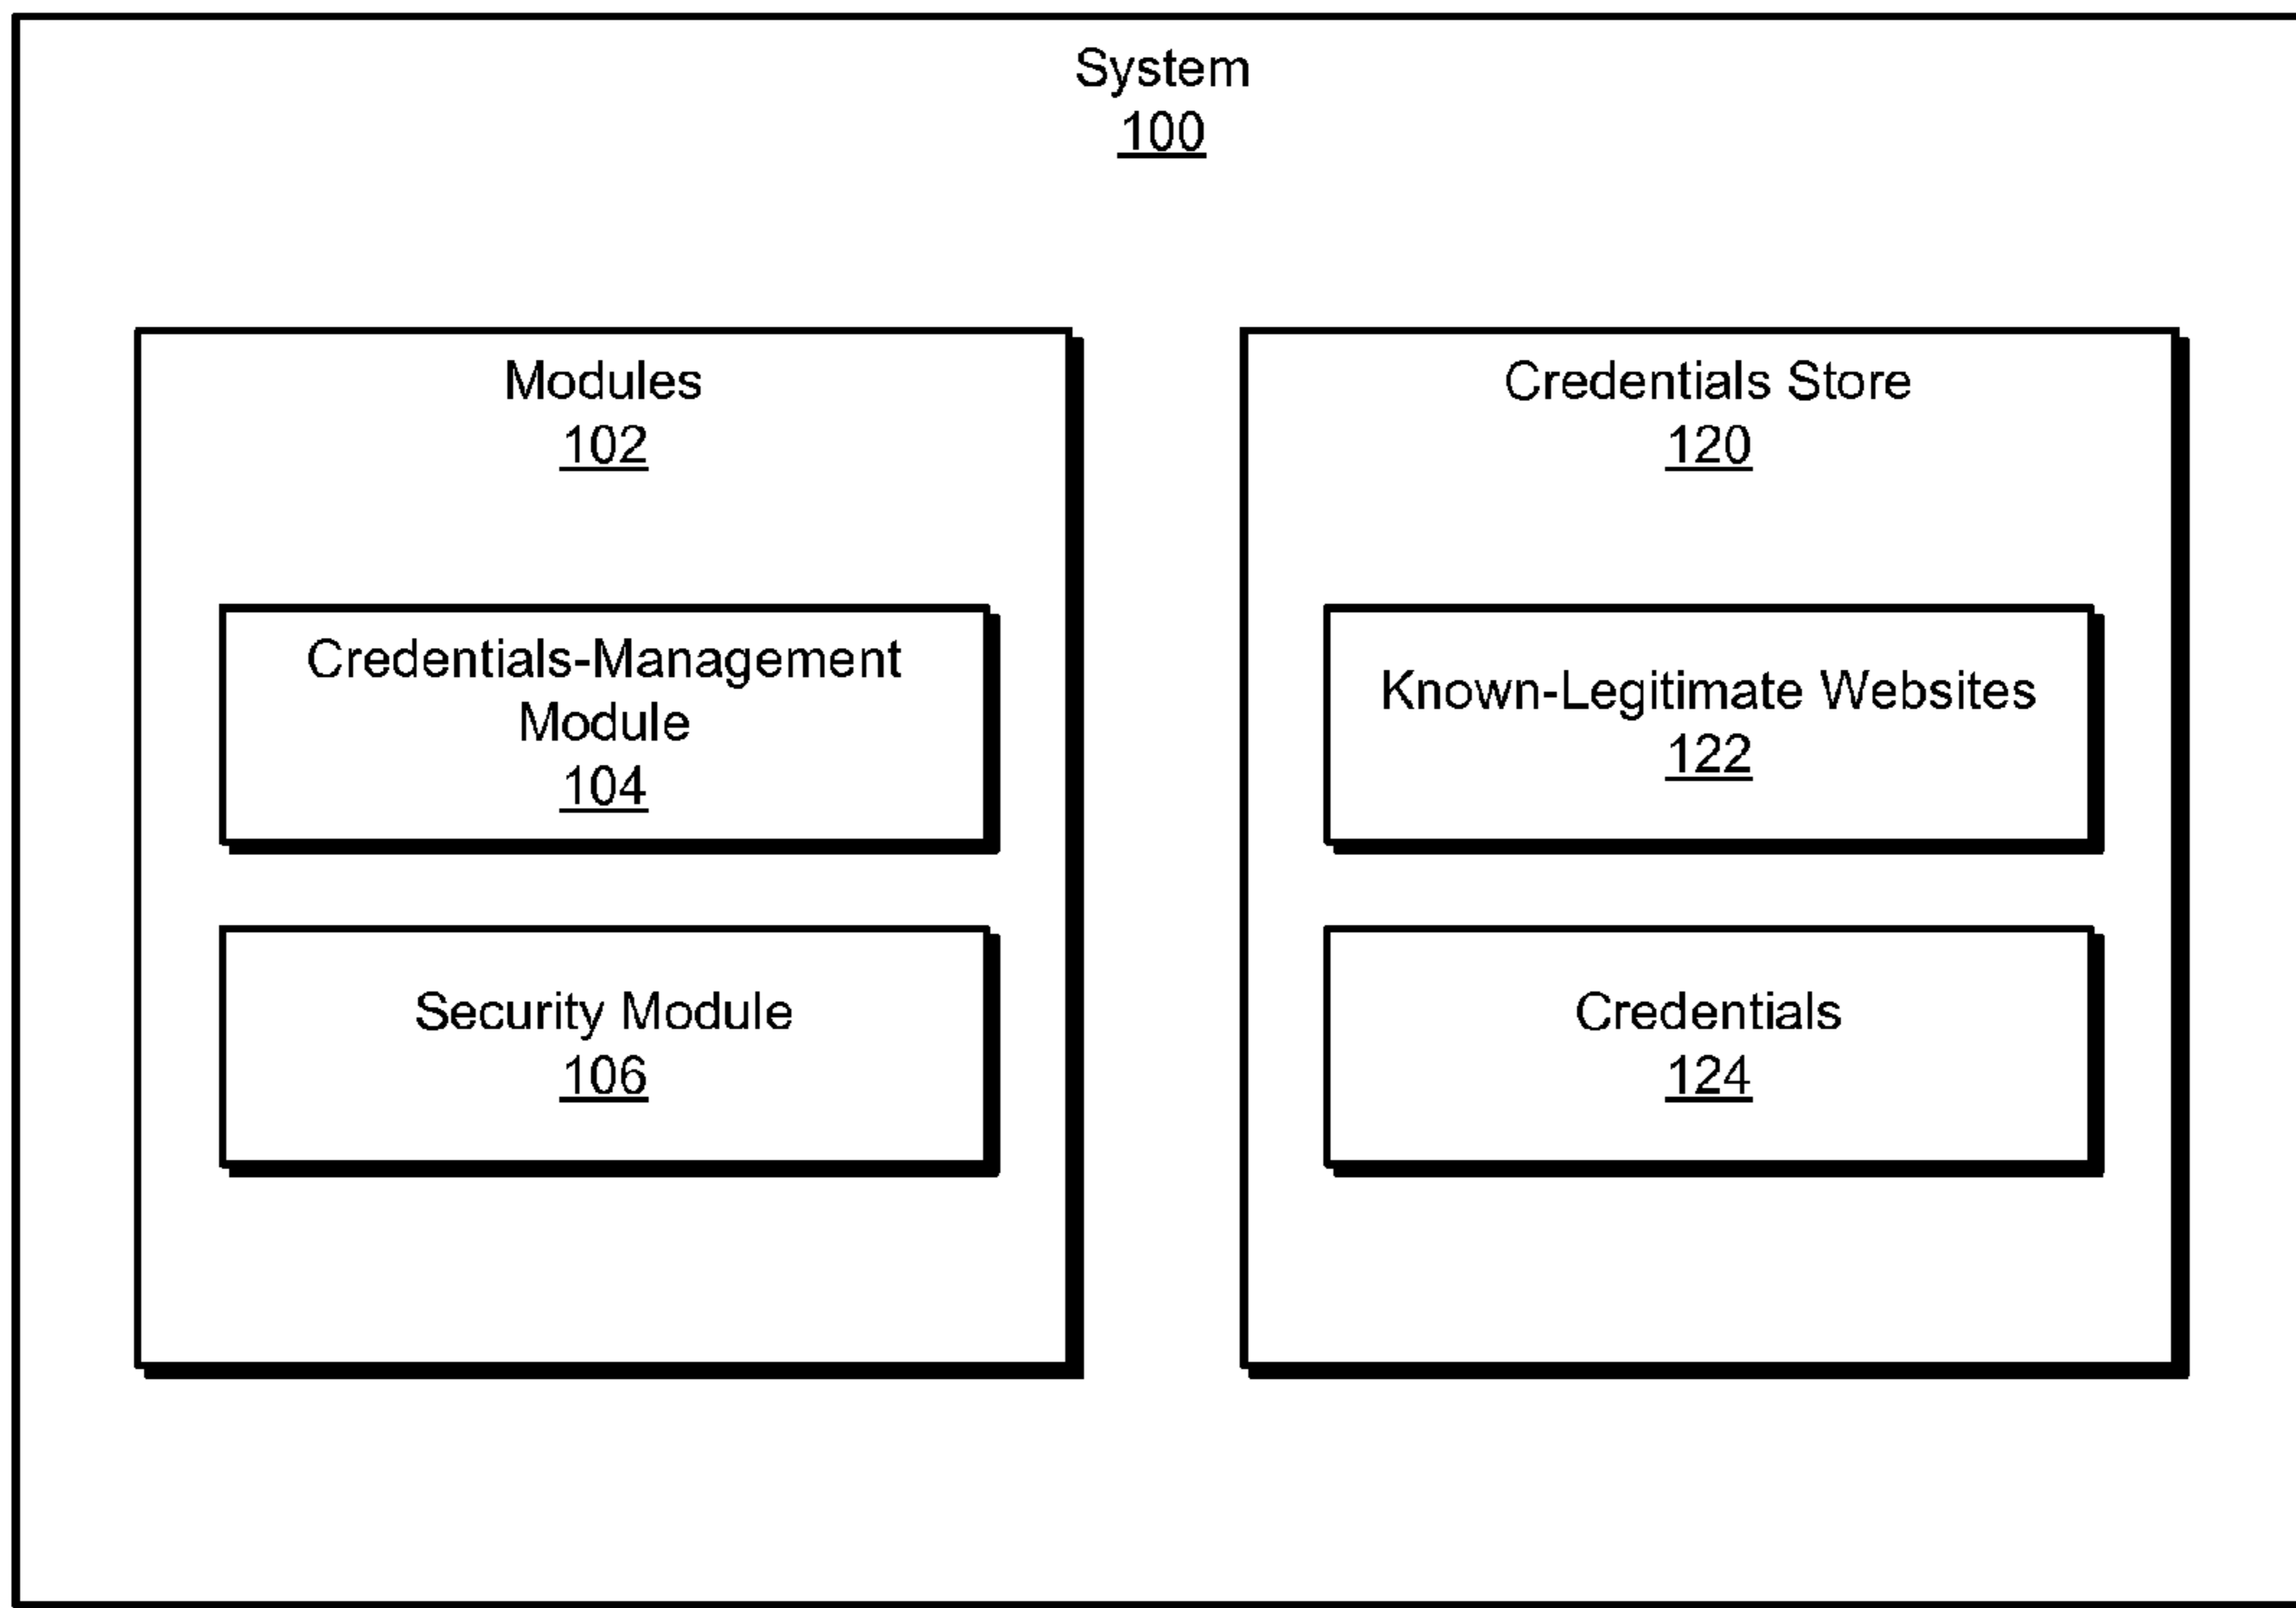 System
100
Modules
102
Credentials-Management
Module
104
Security Module
106
Credentials Store
120
Known-Legitimate Websites
122
Credentials
124